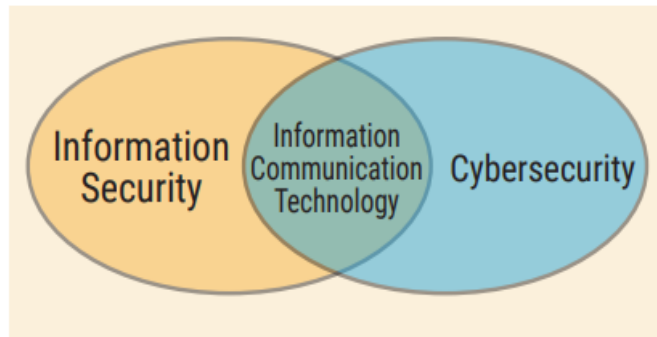 Information
Security
Information
Communication
Technology
Cybersecurity